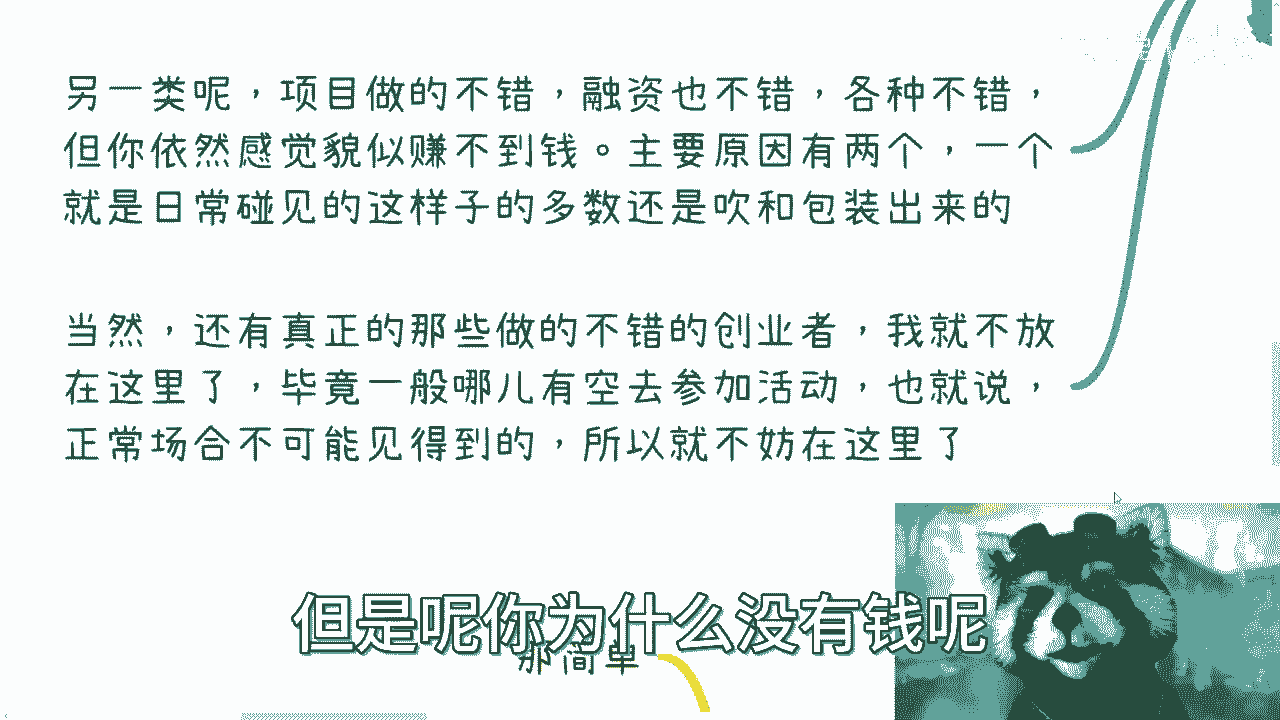 另一类呢，项目做的不错，融资也不错，各种不错，
但你依然感觉貌似赚不到钱。主要原因有两个，一个
就是日常碰见的这样子的多数还是吹和包装出来的
当然，还有真正的那些做的不错的创业者，我就不放
在这里了，毕竟一般哪儿有空去参加活动，也就说，
正常场合不可能见得到的，所以就不妨在这里了
但是呢你为什么没有钱呢
那简单